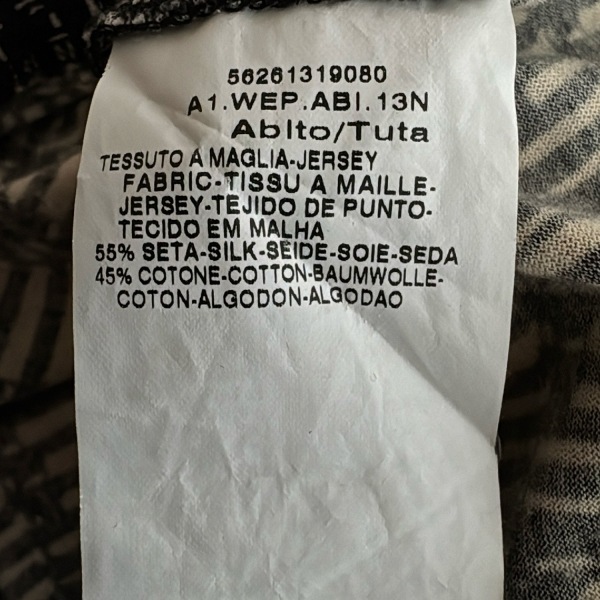 56261319080
A1.WEP.ABI.13N
Abito/Tuta
TESSUTO A MAGLIA-JERSEY
FABRIC-TISSU A MAILLE-
JERSEY-TEJIDO DE PUNTO-
TECIDO EM MALHA
55% SETA-SILK-SEIDE-SOIE-SEDA
45% COTONE-COTTON-BAUMWOLLE-
COTON-ALGODON-ALGODAO